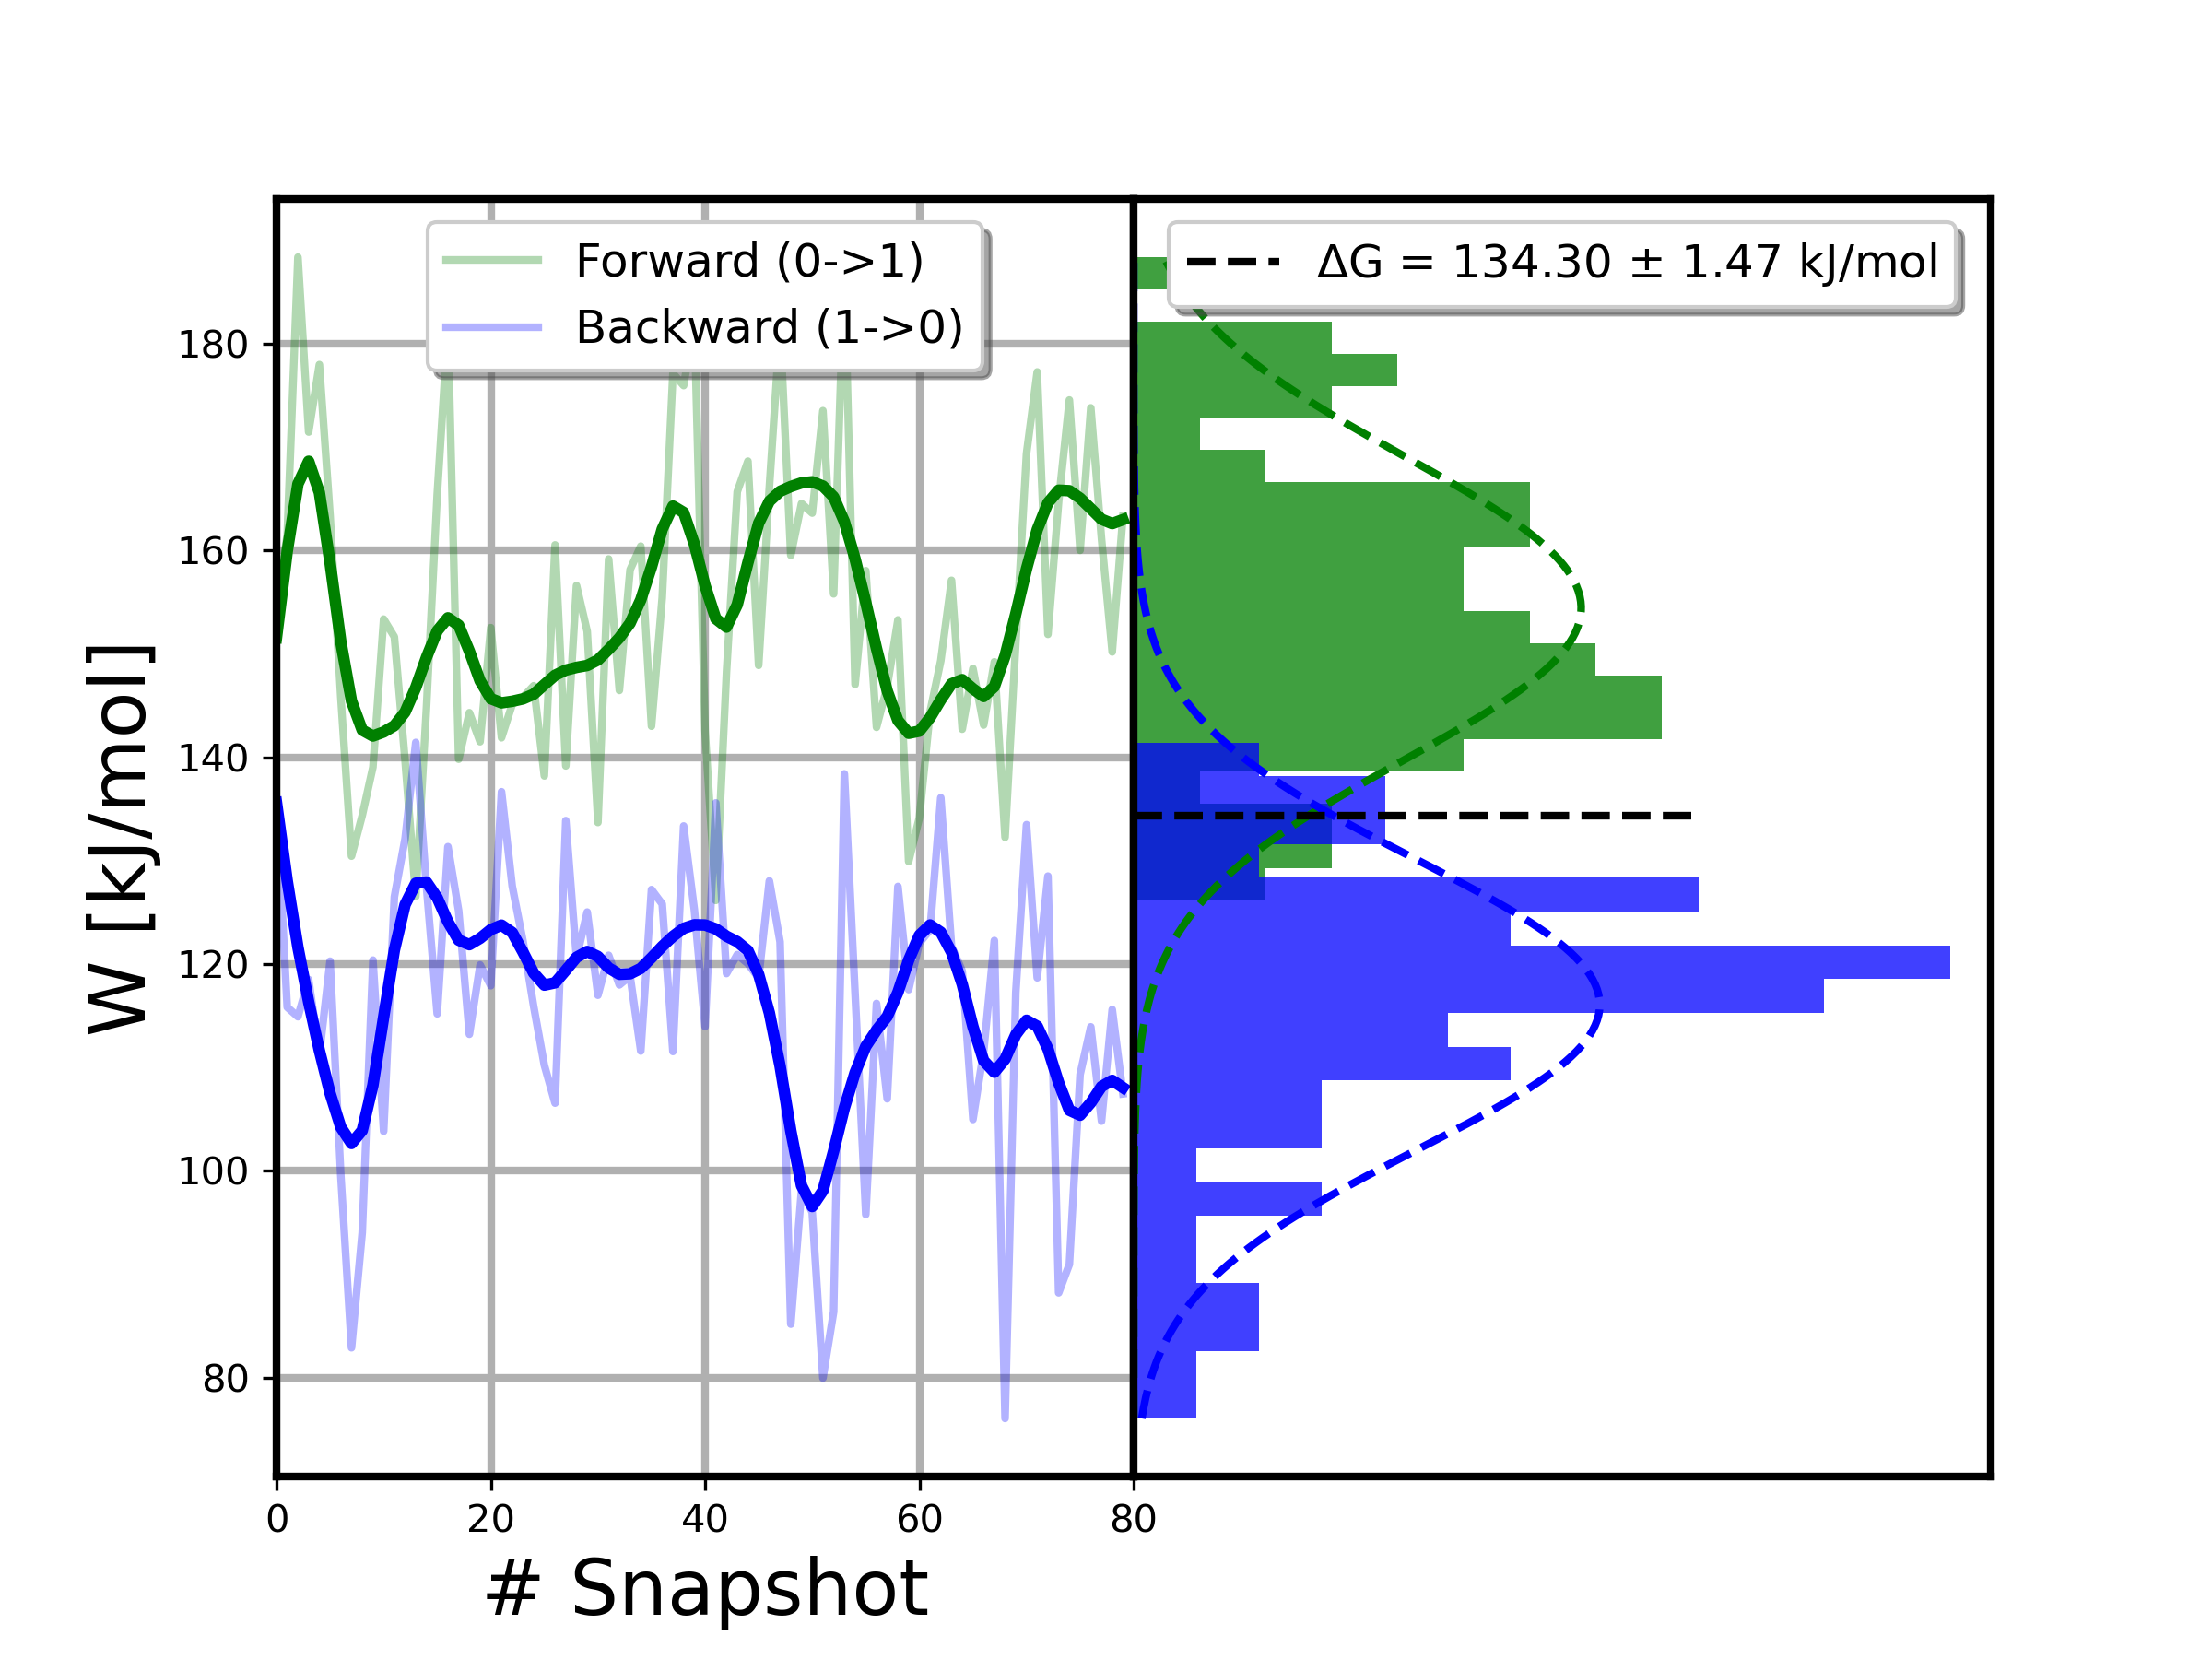 Forward (0->1)
Backward (1->0)
ΔG = 134.30 ± 1.47 kJ/mol
W [kJ/mol]
180
160
140
120
100
80
0 20 40 60 80
# Snapshot